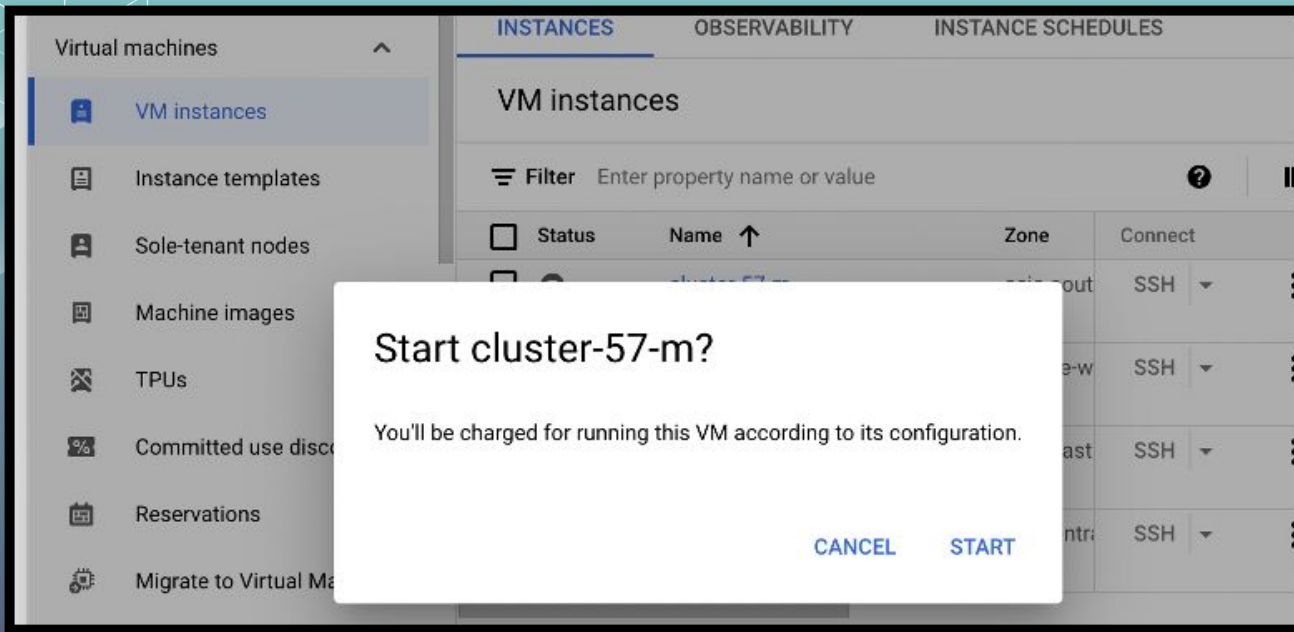 Virtual machines
VM instances
Instance templates
Sole-tenant nodes
Machine images
TPUs
Committed use
Reservations
Migrate to Virtual
INSTANCES OBSERVABILITY INSTANCE SCHEDULES
VM instances
Filter Enter property name or value
Status Name Zone Connect
SSH
SSH
SSH
SSH
Start cluster-57-m?
You'll be charged for running this VM according to its configuration.
CANCEL START